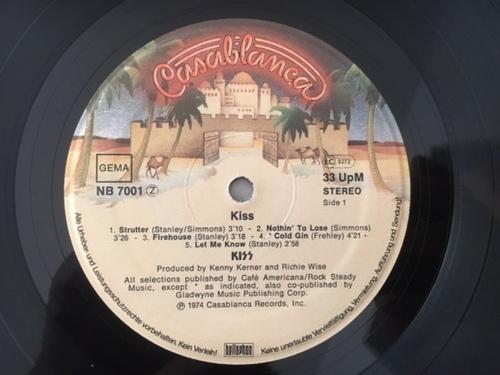 Casablanca
GEMA
NB 7001 Z
LC 3272
33 UpM
STEREO
Side 1
Kiss
1. Strutter (Stanley/Simmons) 3'10 - 2. Nothin' To Lose (Simmons)
3'26 - 3. Firehouse (Stanley) 3'18 - 4. * Cold Gin (Frehley) 4'21 -
5. Let Me Know (Stanley) 2'58
KISS
Produced by Kenny Kerner and Richie Wise
All selections published by Café Americana/Rock Steady
Music, except * as indicated, also co-published by
Gladwyne Music Publishing Corp.
℗ 1974 Casablanca Records, Inc.
bellaphon
Alle Urheber- und Leistungsschutzrechte vorbehalten. Kein Verleih!
Keine unerlaubte Vervielfältigung, Vermietung, Aufführung und Sendung!